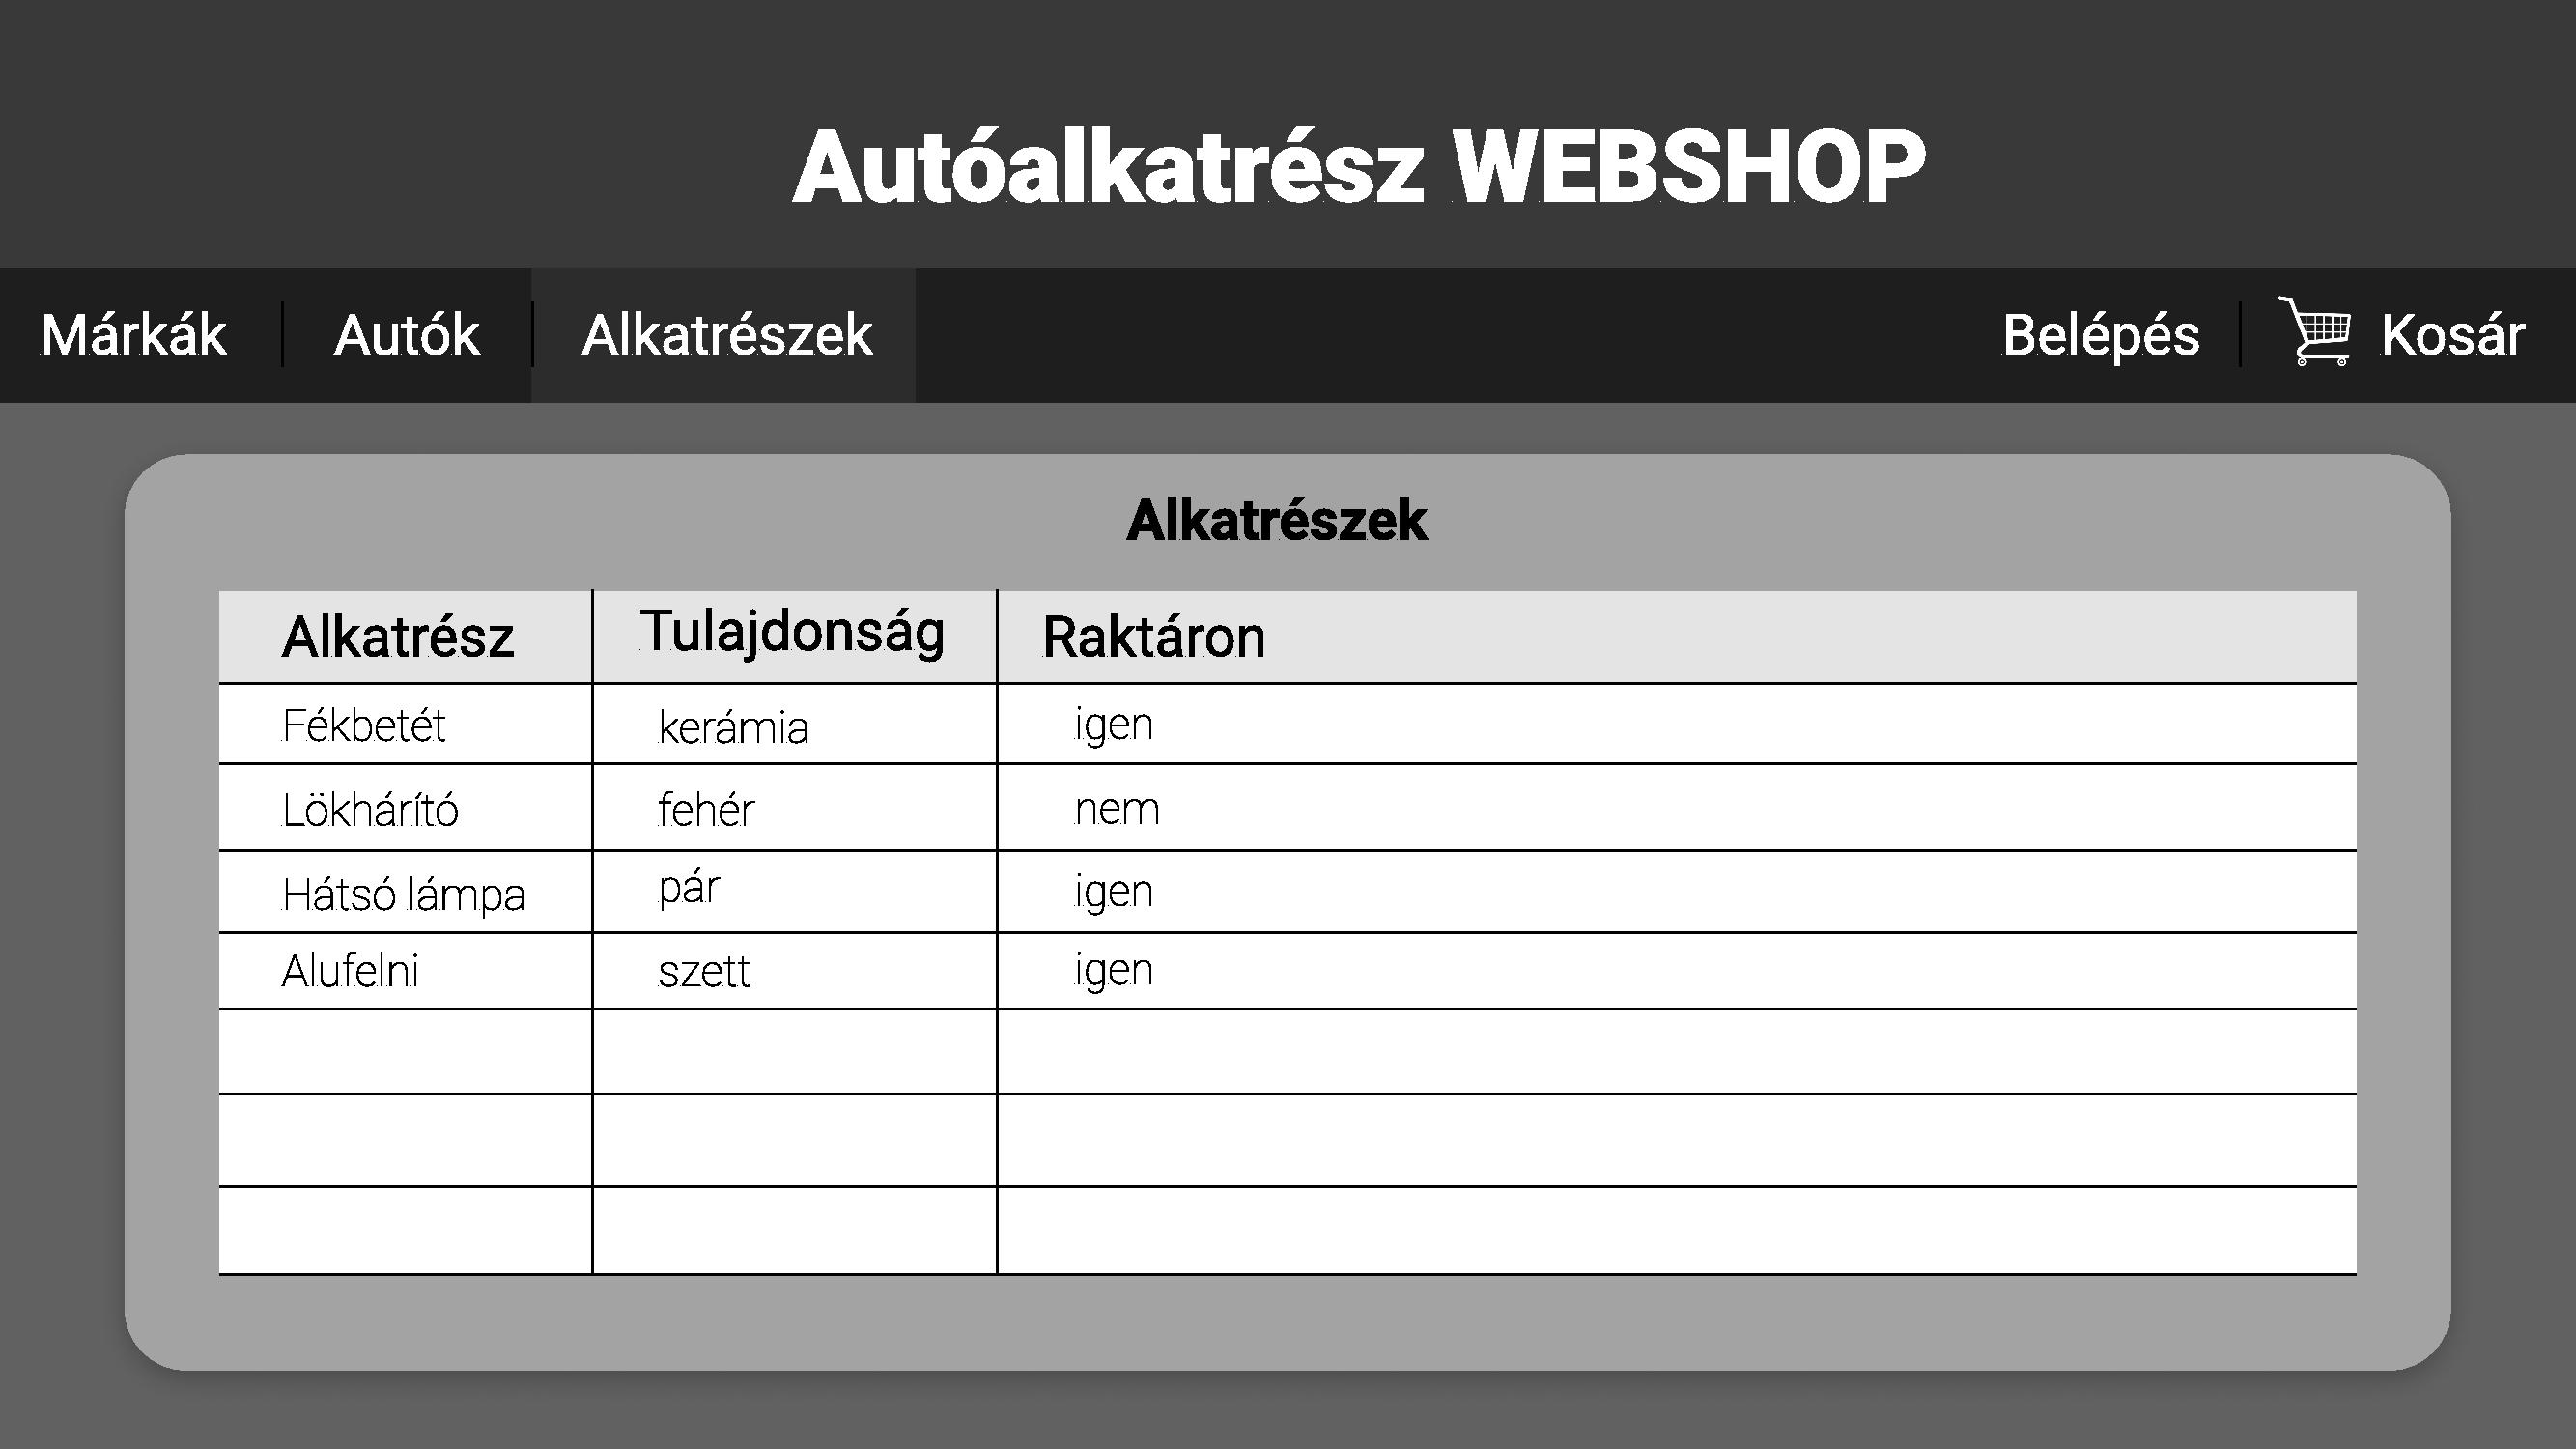 Autóalkatrész WEBSHOP
Márkák Autók Alkatrészek Belépés Kosár
Alkatrészek
Alkatrész Tulajdonság Raktáron
Fékbetét kerámia igen
Lökhárító fehér nem
Hátsó lámpa pár igen
Alufelni szett igen